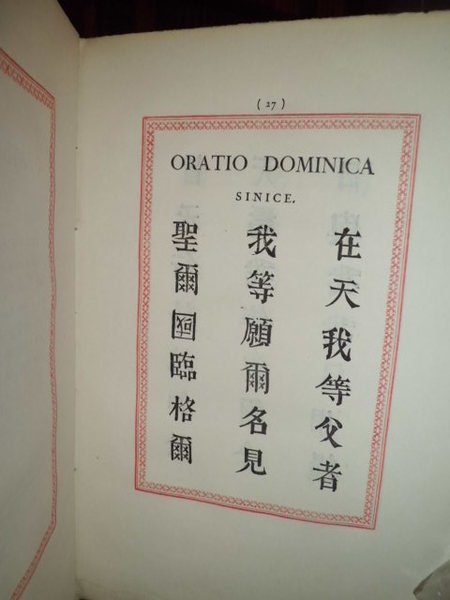 ( 27 )
ORATIO DOMINICA
SINICE.
在天我等父者
我等願爾名見
聖爾國臨格爾